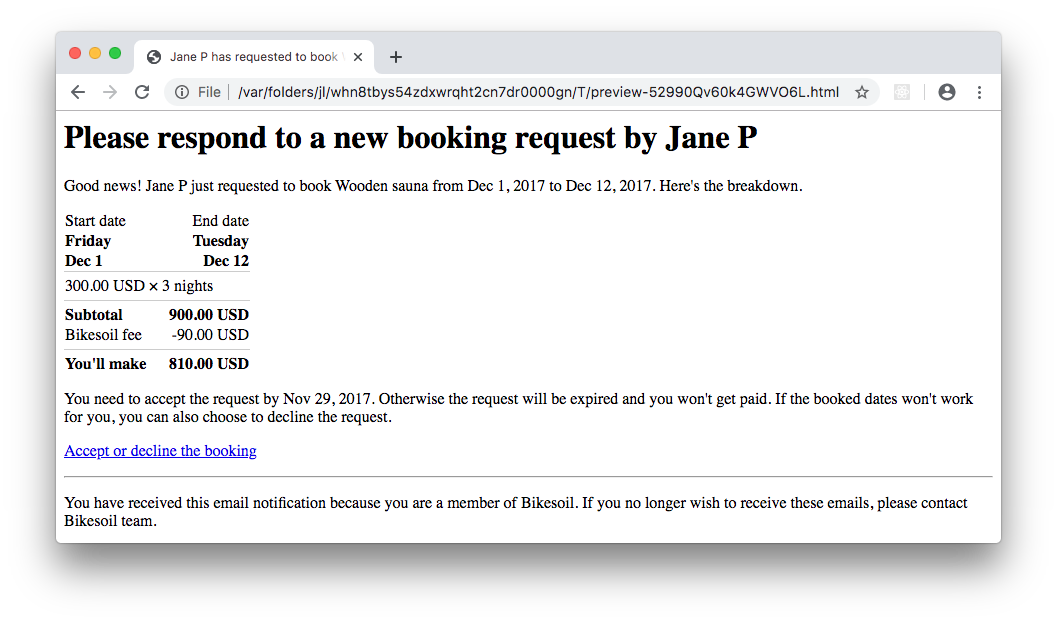 Jane P has requested to book
File
/var/folders/jl/whn8tbys54zdxwrqht2cn7dr0000gn/T/preview-52990Qv60k4GWVO6L.html
Please respond to a new booking request by Jane P
Good news! Jane P just requested to book Wooden sauna from Dec 1, 2017 to Dec 12, 2017. Here's the breakdown.
Start date End date
Friday Tuesday
Dec 1 Dec 12
300.00 USD × 3 nights
Subtotal 900.00 USD
Bikesoil fee -90.00 USD
You'll make 810.00 USD
You need to accept the request by Nov 29, 2017. Otherwise the request will be expired and you won't get paid. If the booked dates won't work
for you, you can also choose to decline the request.
Accept or decline the booking
You have received this email notification because you are a member of Bikesoil. If you no longer wish to receive these emails, please contact
Bikesoil team.